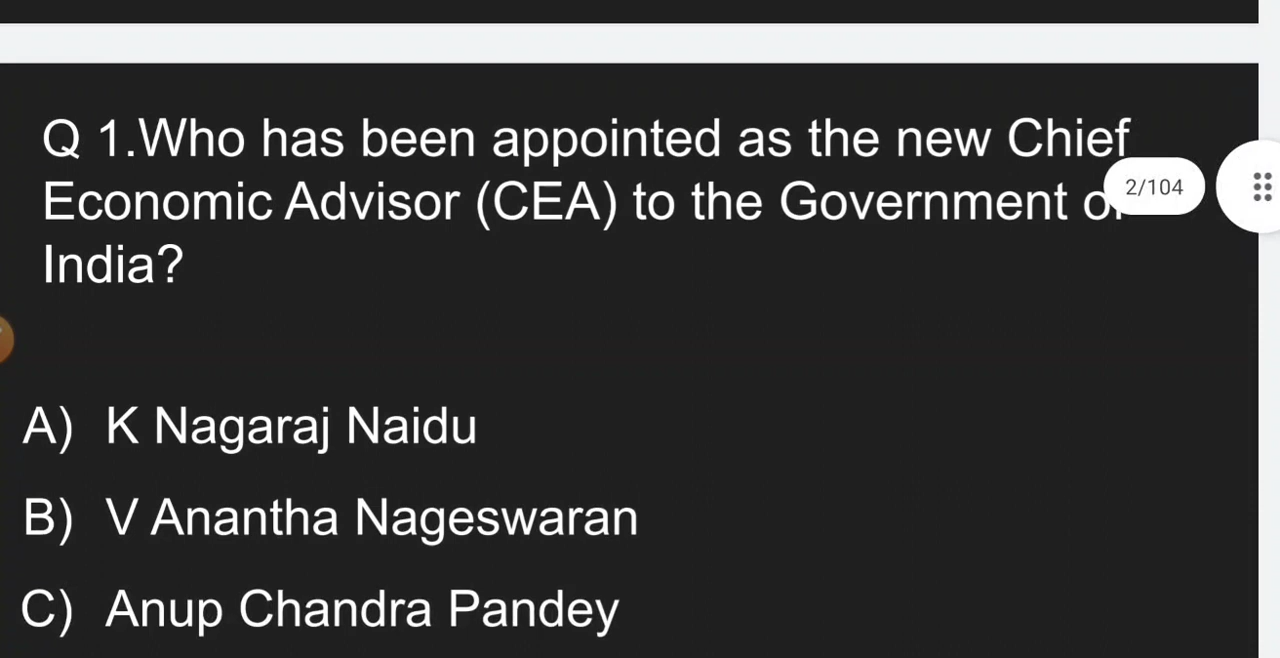 Q 1.Who has been appointed as the new Chief
Economic Advisor (CEA) to the Government of
2/104
India?
A) K Nagaraj Naidu
B) V Anantha Nageswaran
C) Anup Chandra Pandey